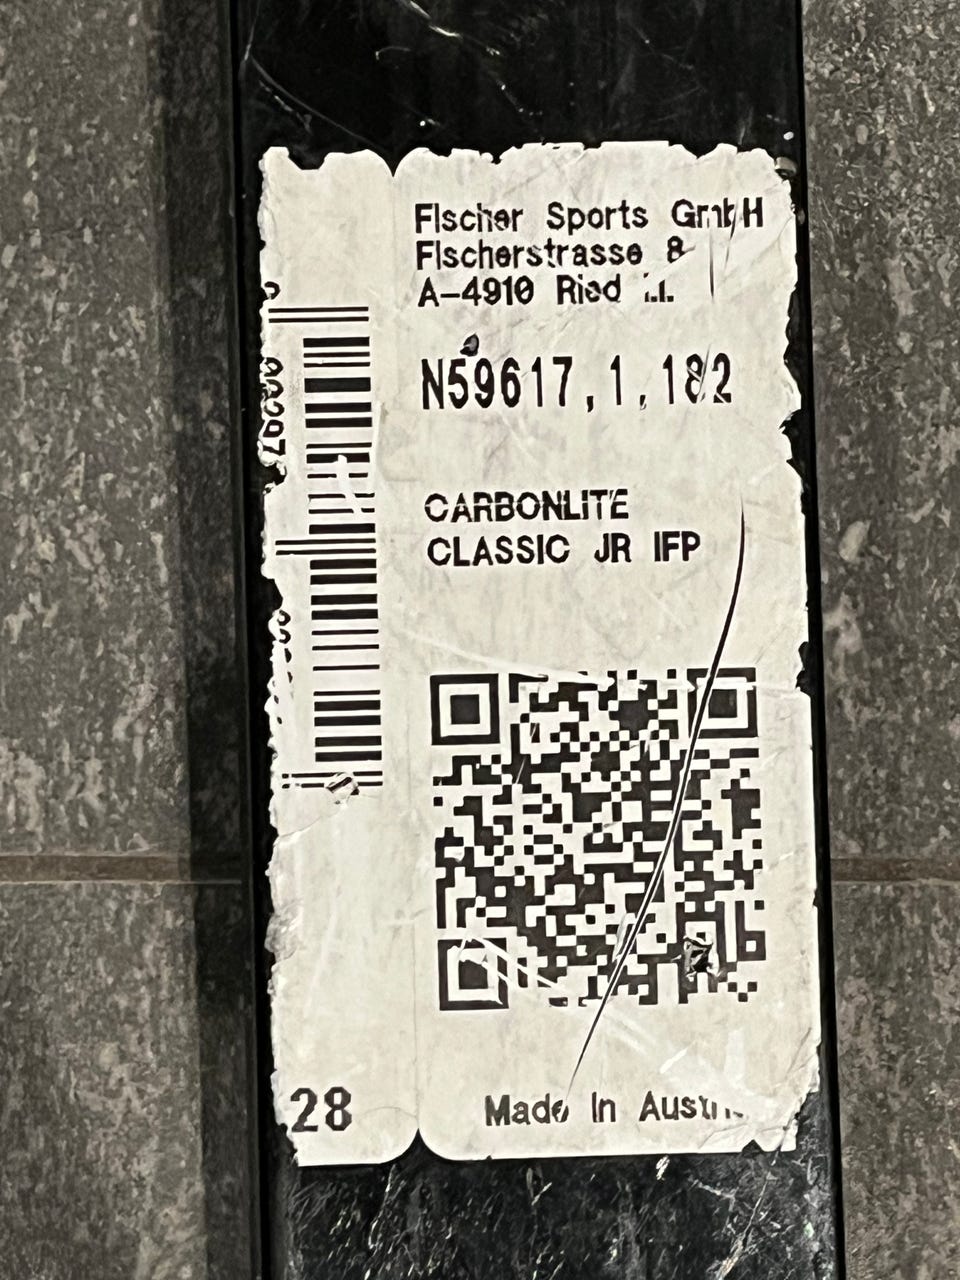 Fischer Sports GmbH
Fischerstrasse 8
A-4910 Ried
N59617,1,182
CARBONLITE
CLASSIC JR IFP
28
Made In